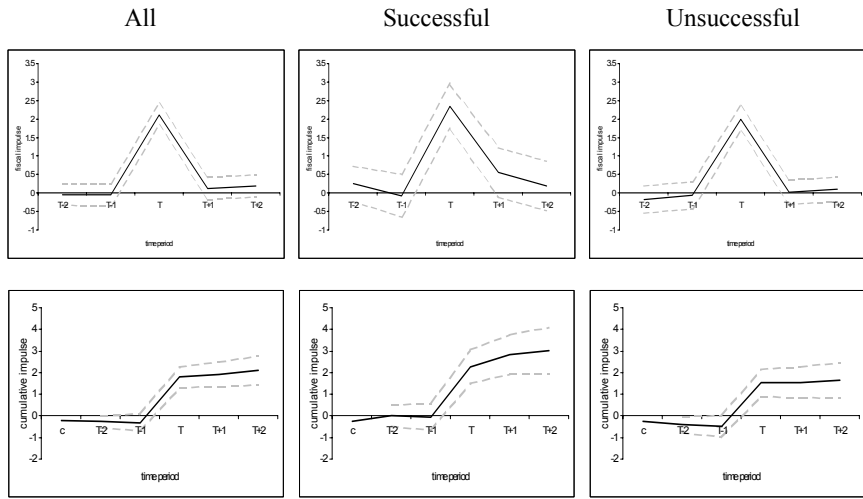 All Successful Unsuccessful
3.5
3
2.5
2
1.5
1
0.5
0
-0.5
-1
fiscal impulse
T-2 T-1 T T+1 T+2
time period
3.5
3
2.5
2
1.5
1
0.5
0
-0.5
-1
fiscal impulse
T-2 T-1 T T+1 T+2
time period
3.5
3
2.5
2
1.5
1
0.5
0
-0.5
-1
fiscal impulse
T-2 T-1 T T+1 T+2
time period
5
4
3
2
1
0
-1
-2
cumulative impulse
c T-2 T-1 T T+1 T+2
time period
5
4
3
2
1
0
-1
-2
cumulative impulse
c T-2 T-1 T T+1 T+2
time period
5
4
3
2
1
0
-1
-2
cumulative impulse
c T-2 T-1 T T+1 T+2
time period